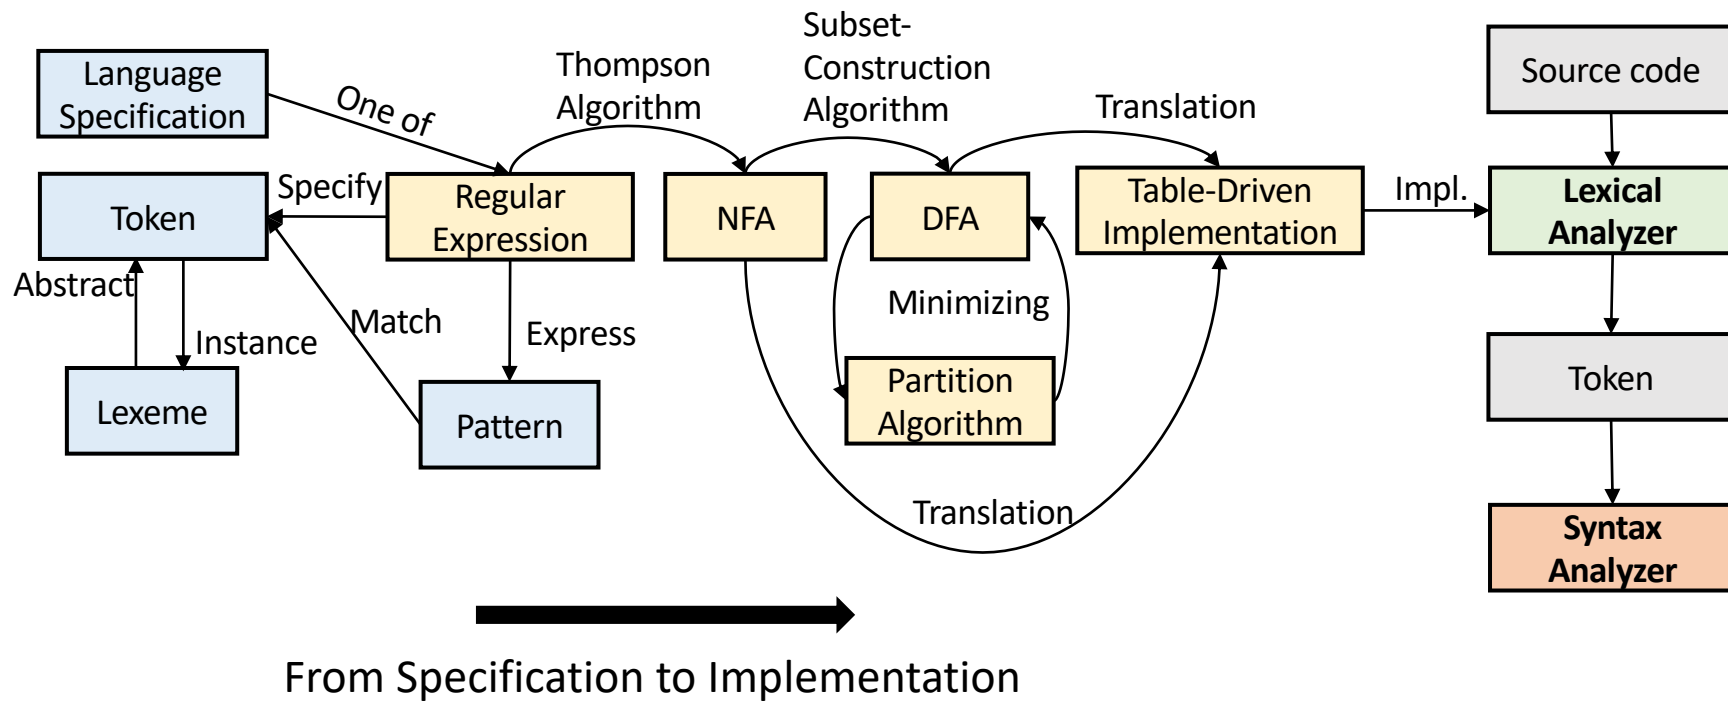 Subset-
Construction
Algorithm
Thompson
Algorithm
Language
Specification
One of
Translation
Source code
Specify
Token
Regular
Expression
NFA
DFA
Table-Driven
Implementation
Impl.
Lexical
Analyzer
Abstract
Instance
Match
Express
Minimizing
Lexeme
Pattern
Partition
Algorithm
Token
Translation
Syntax
Analyzer
From Specification to Implementation